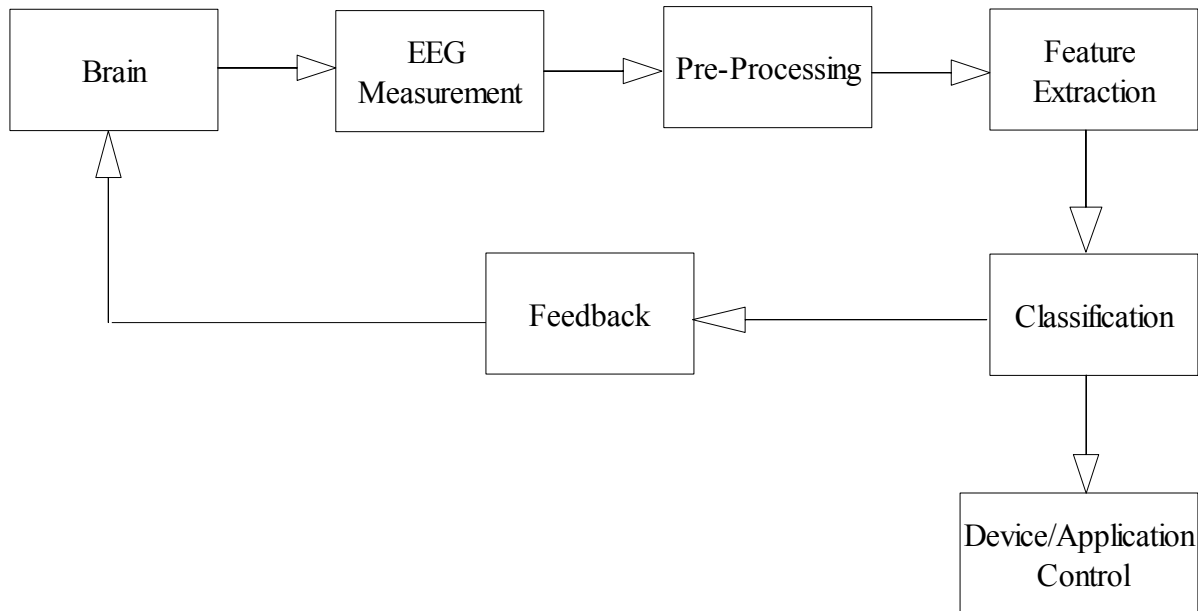 Brain
EEG
Measurement
Pre-Processing
Feature
Extraction
Feedback
Classification
Device/Application
Control